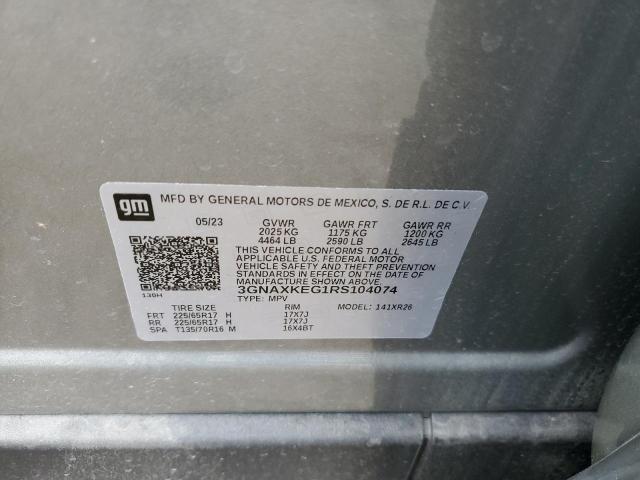 gm MFD BY GENERAL MOTORS DE MEXICO, S. DE R.L. DE C.V.
05/23 GVWR GAWR FRT GAWR RR
2025 KG 1175 KG 1200 KG
4464 LB 2590 LB 2645 LB
THIS VEHICLE CONFORMS TO ALL
APPLICABLE U.S. FEDERAL MOTOR
VEHICLE SAFETY AND THEFT PREVENTION
STANDARDS IN EFFECT ON THE DATE OF
MANUFACTURE SHOWN ABOVE.
3GNAXKEG1RS104074
130H TYPE: MPV
TIRE SIZE RIM MODEL: 141XR26
FRT 225/65R17 H 17X7J
RR 225/65R17 H 17X7J
SPA T135/70R16 M 16X4BT